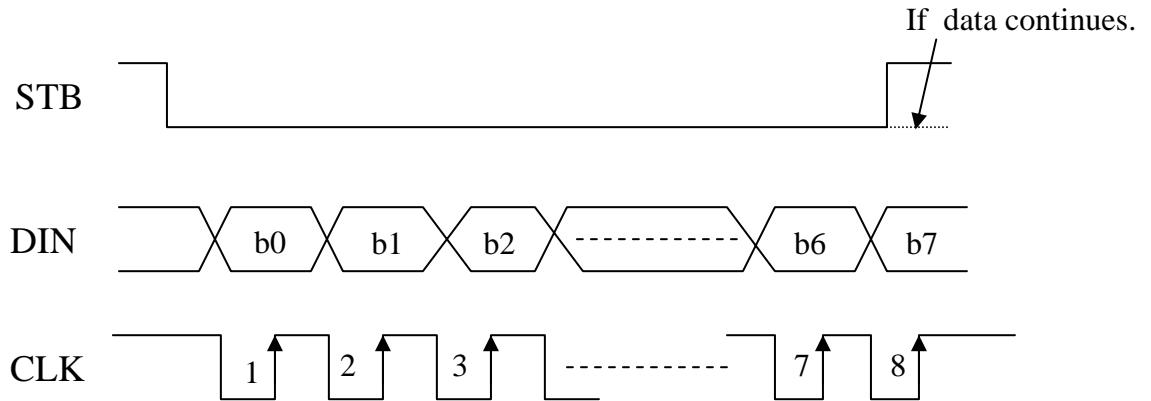 If data continues.
STB
DIN b0 b1 b2 b6 b7
CLK 1 2 3 7 8